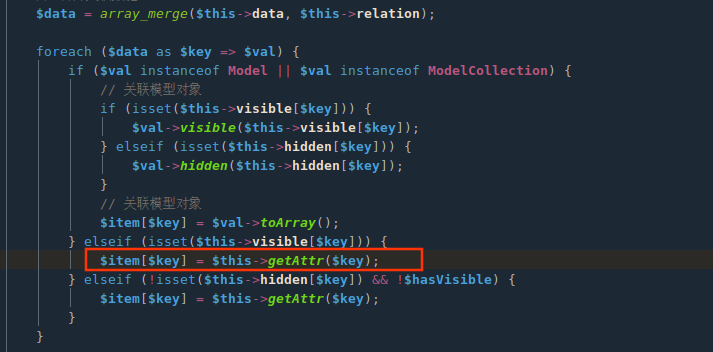 $data = array_merge($this->data, $this->relation);
foreach ($data as $key => $val) {
if ($val instanceof Model || $val instanceof ModelCollection) {
// 关联模型对象
if (isset($this->visible[$key])) {
$val->visible($this->visible[$key]);
} elseif (isset($this->hidden[$key])) {
$val->hidden($this->hidden[$key]);
}
// 关联模型对象
$item[$key] = $val->toArray();
} elseif (isset($this->visible[$key])) {
$item[$key] = $this->getAttr($key);
} elseif (!isset($this->hidden[$key]) && !$hasVisible) {
$item[$key] = $this->getAttr($key);
}
}